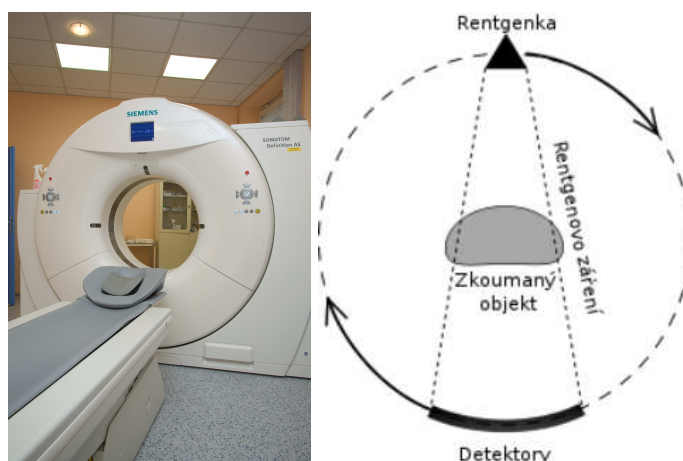 SIEMENS
SOMATOM
Definition AS
Rentgenka
Rentgenovo záření
Zkoumaný
objekt
Detektory